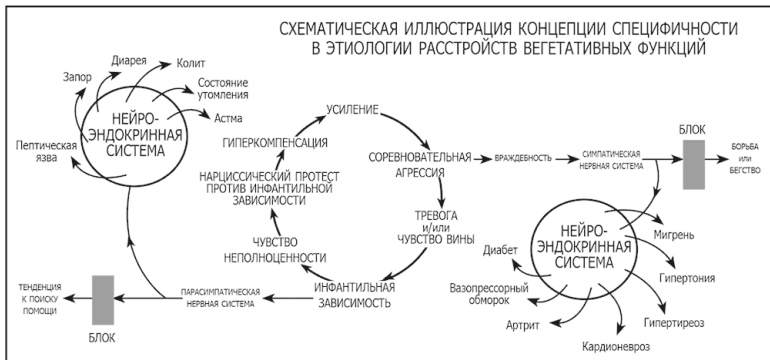 СХЕМАТИЧЕСКАЯ ИЛЛЮСТРАЦИЯ КОНЦЕПЦИИ СПЕЦИФИЧНОСТИ
В ЭТИОЛОГИИ РАССТРОЙСТВ ВЕГЕТАТИВНЫХ ФУНКЦИЙ
Пептическая
язва
Запор
Диарея
Колит
Состояние
утомления
Астма
НЕЙРО-
ЭНДОКРИННАЯ
СИСТЕМА
УСИЛЕНИЕ
ГИПЕРКОМПЕНСАЦИЯ
НАРЦИССИЧЕСКИЙ ПРОТЕСТ
ПРОТИВ ИНФАНТИЛЬНОЙ
ЗАВИСИМОСТИ
ЧУВСТВО
НЕПОЛНОЦЕННОСТИ
ИНФАНТИЛЬНАЯ
ЗАВИСИМОСТЬ
ТРЕВОГА
и/или
ЧУВСТВО ВИНЫ
СОРЕВНОВАТЕЛЬНАЯ
АГРЕССИЯ
ВРАЖДЕБНОСТЬ
СИМПАТИЧЕСКАЯ
НЕРВНАЯ СИСТЕМА
БЛОК
БОРЬБА
или
БЕГСТВО
НЕЙРО-
ЭНДОКРИННАЯ
СИСТЕМА
Мигрень
Гипертония
Гипертиреоз
Кардионевроз
Артрит
Вазопрессорный
обморок
Диабет
ПАРАСИМПАТИЧЕСКАЯ
НЕРВНАЯ СИСТЕМА
БЛОК
ТЕНДЕНЦИЯ
К ПОИСКУ
ПОМОЩИ